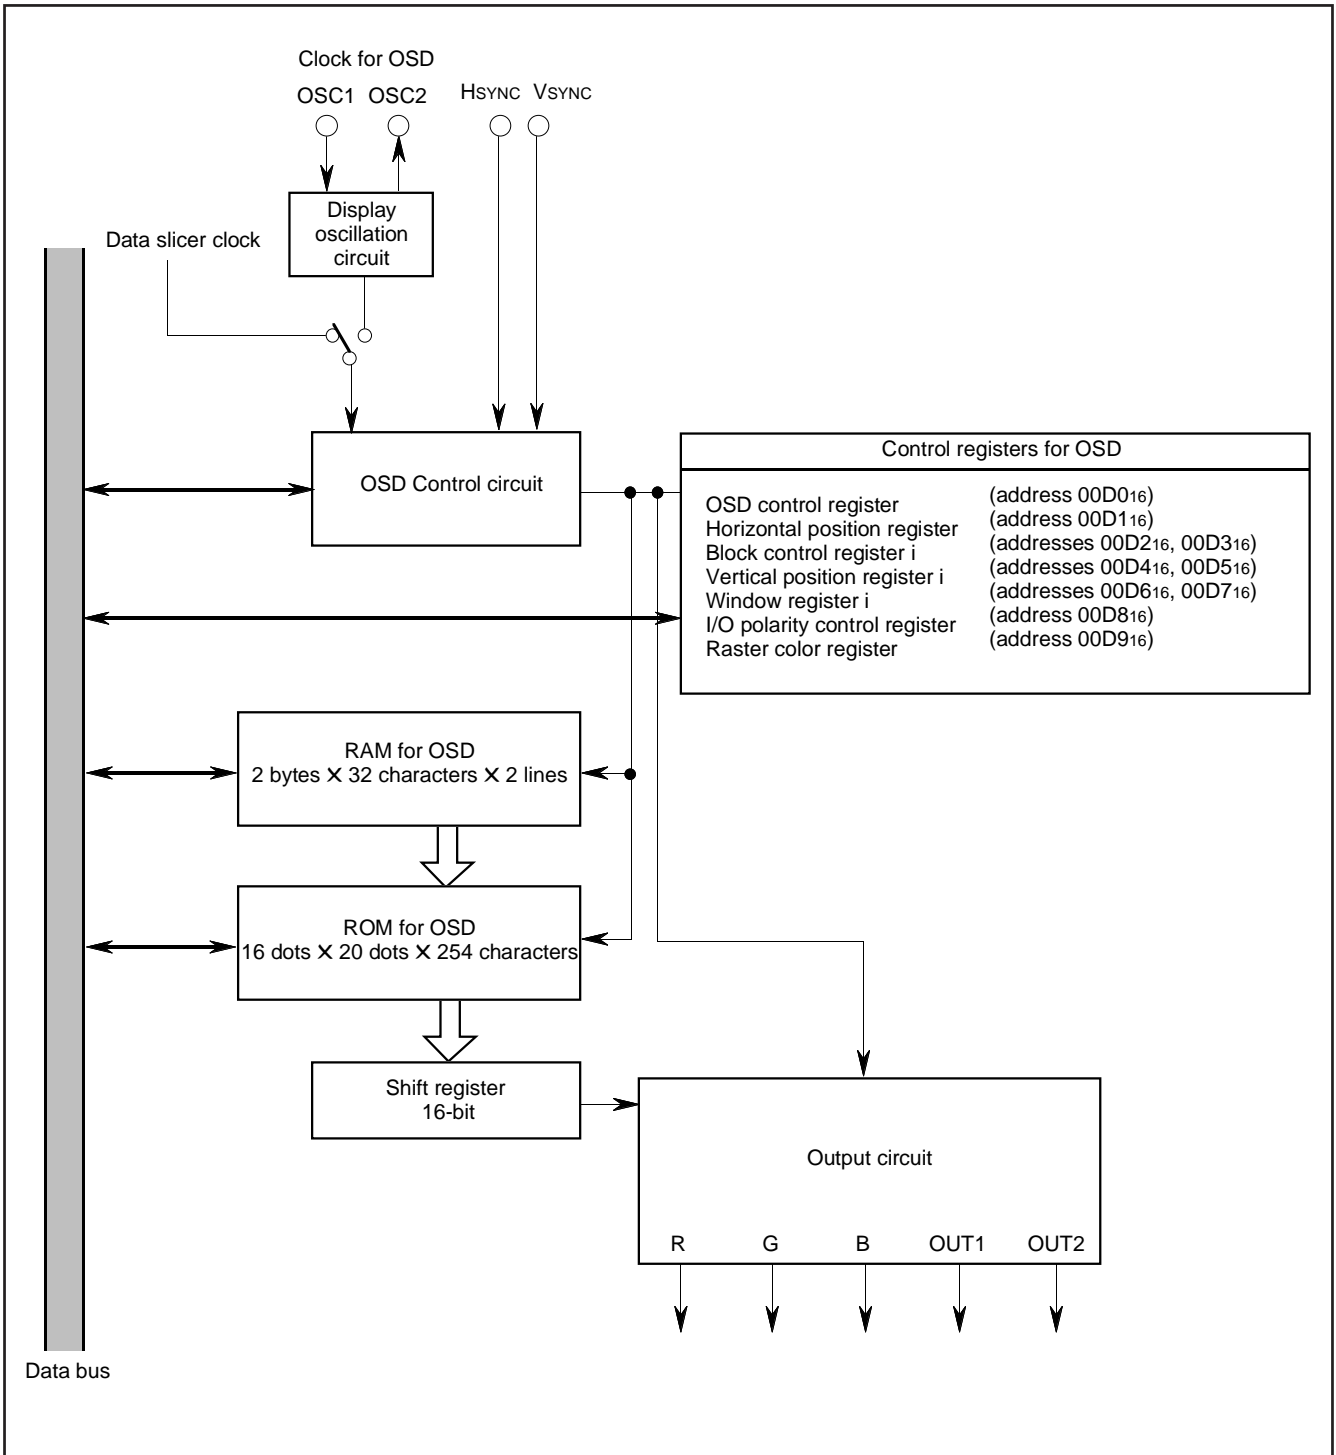 Clock for OSD
OSC1 OSC2 HSYNC VSYNC
Display
oscillation
circuit
Data slicer clock
OSD Control circuit
Control registers for OSD
OSD control register (address 00D016)
Horizontal position register (address 00D116)
Block control register i (addresses 00D216, 00D316)
Vertical position register i (addresses 00D416, 00D516)
Window register i (addresses 00D616, 00D716)
I/O polarity control register (address 00D816)
Raster color register (address 00D916)
RAM for OSD
2 bytes ✕ 32 characters ✕ 2 lines
ROM for OSD
16 dots ✕ 20 dots ✕ 254 characters
Shift register
16-bit
Output circuit
R G B OUT1 OUT2
Data bus